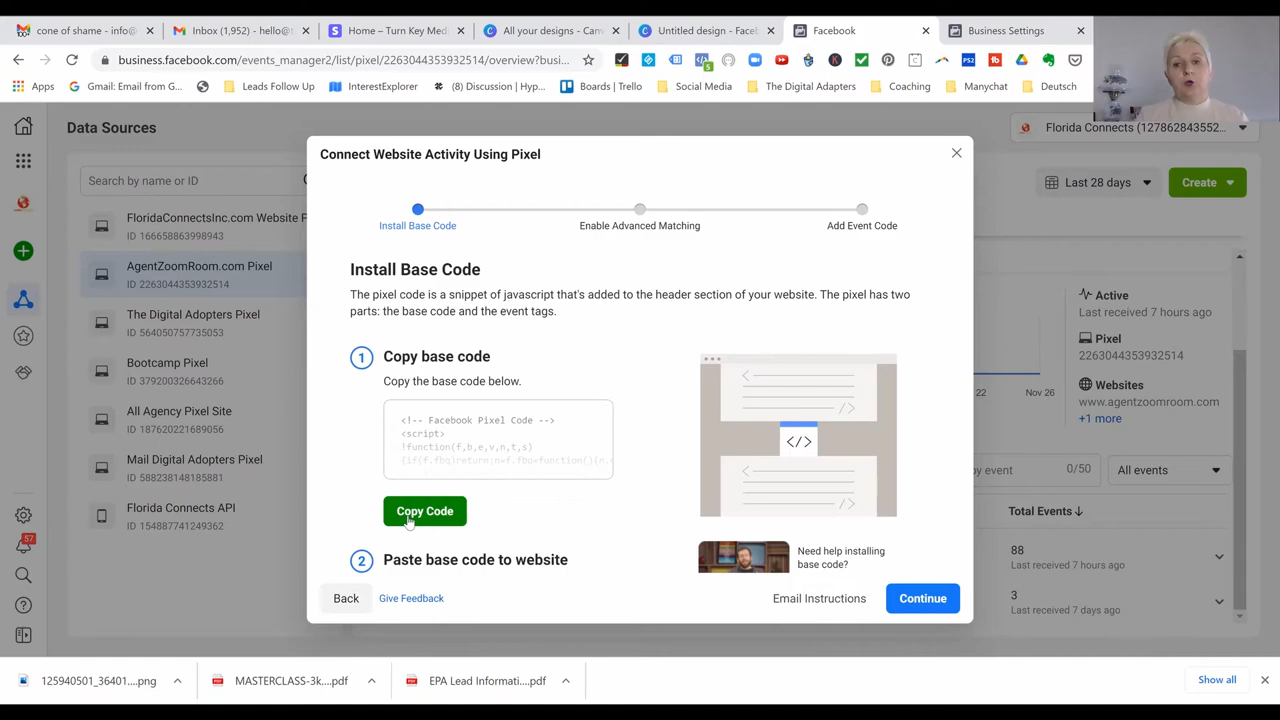 cone of shame - info@
Inbox (1,952) - hello@t
Home – Turn Key Med
All your designs - Canv
Untitled design - Faceb
Facebook
Business Settings
business.facebook.com/events_manager2/list/pixel/2263044353932514/overview?busi...
Apps
Gmail: Email from G...
Leads Follow Up
InterestExplorer
(8) Discussion | Hyp...
Boards | Trello
Social Media
The Digital Adapters
Coaching
Manychat
Deutsch
Data Sources
Florida Connects (127862843552...
Search by name or ID
Last 28 days
Create
FloridaConnectsInc.com Website P
ID 166658863998943
AgentZoomRoom.com Pixel
ID 2263044353932514
The Digital Adopters Pixel
ID 564050757735053
Bootcamp Pixel
ID 379200326643266
All Agency Pixel Site
ID 187620221689056
Mail Digital Adopters Pixel
ID 588238148185881
Florida Connects API
ID 154887741249362
57
Connect Website Activity Using Pixel
Install Base Code
Enable Advanced Matching
Add Event Code
Install Base Code
The pixel code is a snippet of javascript that's added to the header section of your website. The pixel has two
parts: the base code and the event tags.
1 Copy base code
Copy the base code below.
<!-- Facebook Pixel Code -->
<script>
!function(f,b,e,v,n,t,s)
{if(f.fbq)return;n=f.fbq=function(){n.
Copy Code
2 Paste base code to website
Need help installing
base code?
Back
Give Feedback
Email Instructions
Continue
Active
Last received 7 hours ago
Pixel
2263044353932514
Websites
www.agentzoomroom.com
+1 more
22
Nov 26
by event
0/50
All events
Total Events
88
Last received 7 hours ago
3
Last received 7 days ago
125940501_36401....png
MASTERCLASS-3k....pdf
EPA Lead Informati....pdf
Show all